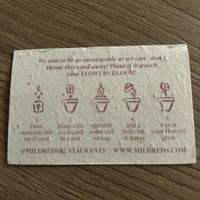 We aim to be as sustainable as we can - don't
throw this card away! Plant it & watch
your FLOWERS BLOOM!
1. first, moisten this seed card
2. plant this seed card in a pot
3. sprinkle some soil on top
4. add a little bit of water
5. watch your flowers grow
@MILDREDSRESTAURANTS WWW.MILDREDS.COM